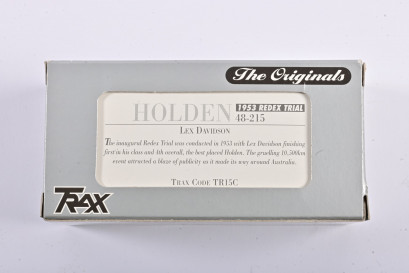 The Originals
HOLDEN 1953 REDEX TRIAL
48-215
LEX DAVIDSON
The inaugural Redex Trial was conducted in 1953 with Lex Davidson finishing
first in his class and 4th overall, the best placed Holden. The gruelling 10,500km
event attracted a blaze of publicity as it made its way around Australia.
TRAX CODE TR15C
TRAX